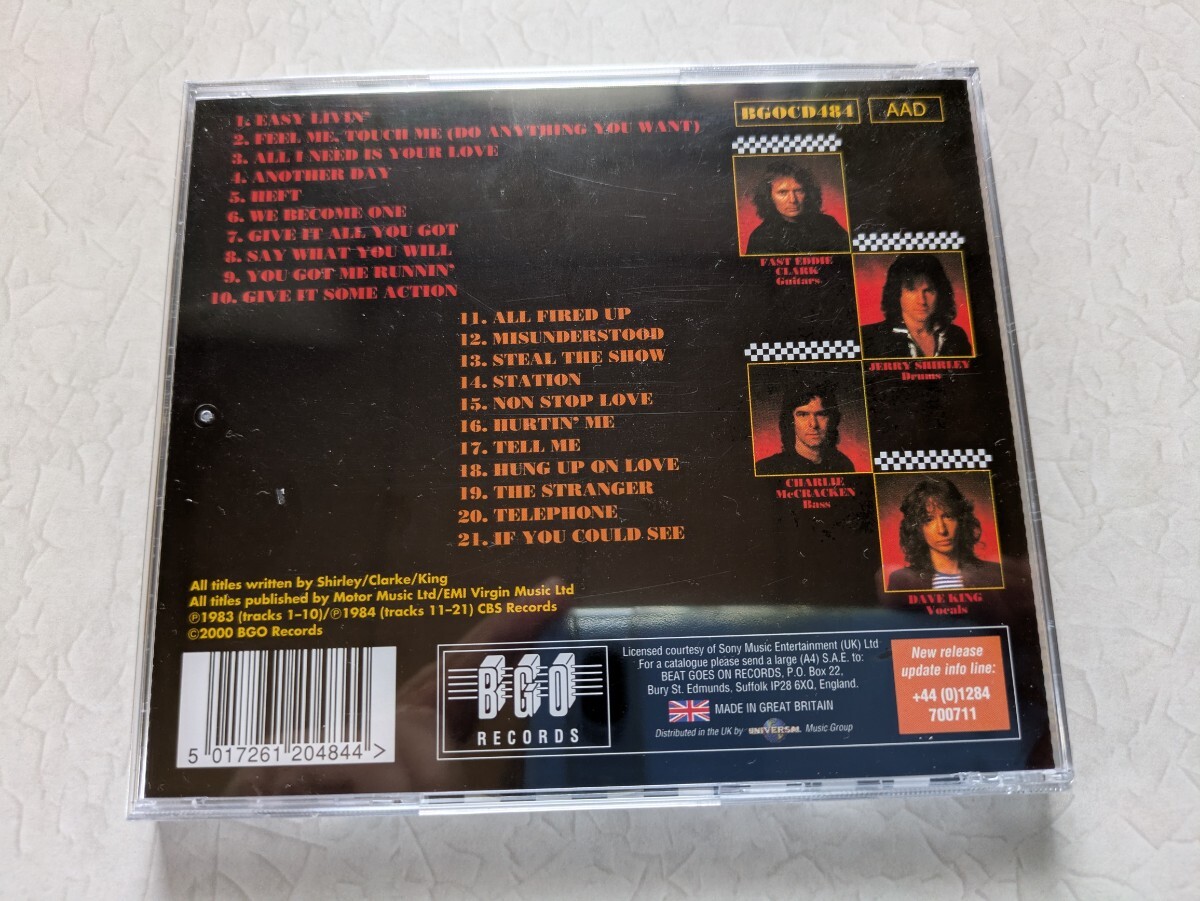 1. EASY LIVIN'
2. FEEL ME, TOUCH ME (DO ANYTHING YOU WANT)
3. ALL I NEED IS YOUR LOVE
4. ANOTHER DAY
5. HEFT
6. WE BECOME ONE
7. GIVE IT ALL YOU GOT
8. SAY WHAT YOU WILL
9. YOU GOT ME RUNNIN'
10. GIVE IT SOME ACTION
11. ALL FIRED UP
12. MISUNDERSTOOD
13. STEAL THE SHOW
14. STATION
15. NON STOP LOVE
16. HURTIN' ME
17. TELL ME
18. HUNG UP ON LOVE
19. THE STRANGER
20. TELEPHONE
21. IF YOU COULD SEE
BGOCD484
AAD
FAST EDDIE
CLARK
Guitars
JERRY SHIRLEY
Drums
CHARLIE
McCRACKEN
Bass
DAVE KING
Vocals
All titles written by Shirley/Clarke/King
All titles published by Motor Music Ltd/EMI Virgin Music Ltd
℗1983 (tracks 1–10)/℗1984 (tracks 11–21) CBS Records
©2000 BGO Records
5 017261 204844 >
BGO
RECORDS
Licensed courtesy of Sony Music Entertainment (UK) Ltd
For a catalogue please send a large (A4) S.A.E. to:
BEAT GOES ON RECORDS, P.O. Box 22,
Bury St. Edmunds, Suffolk IP28 6XQ, England.
MADE IN GREAT BRITAIN
Distributed in the UK by UNIVERSAL Music Group
New release
update info line:
+44 (0)1284
700711